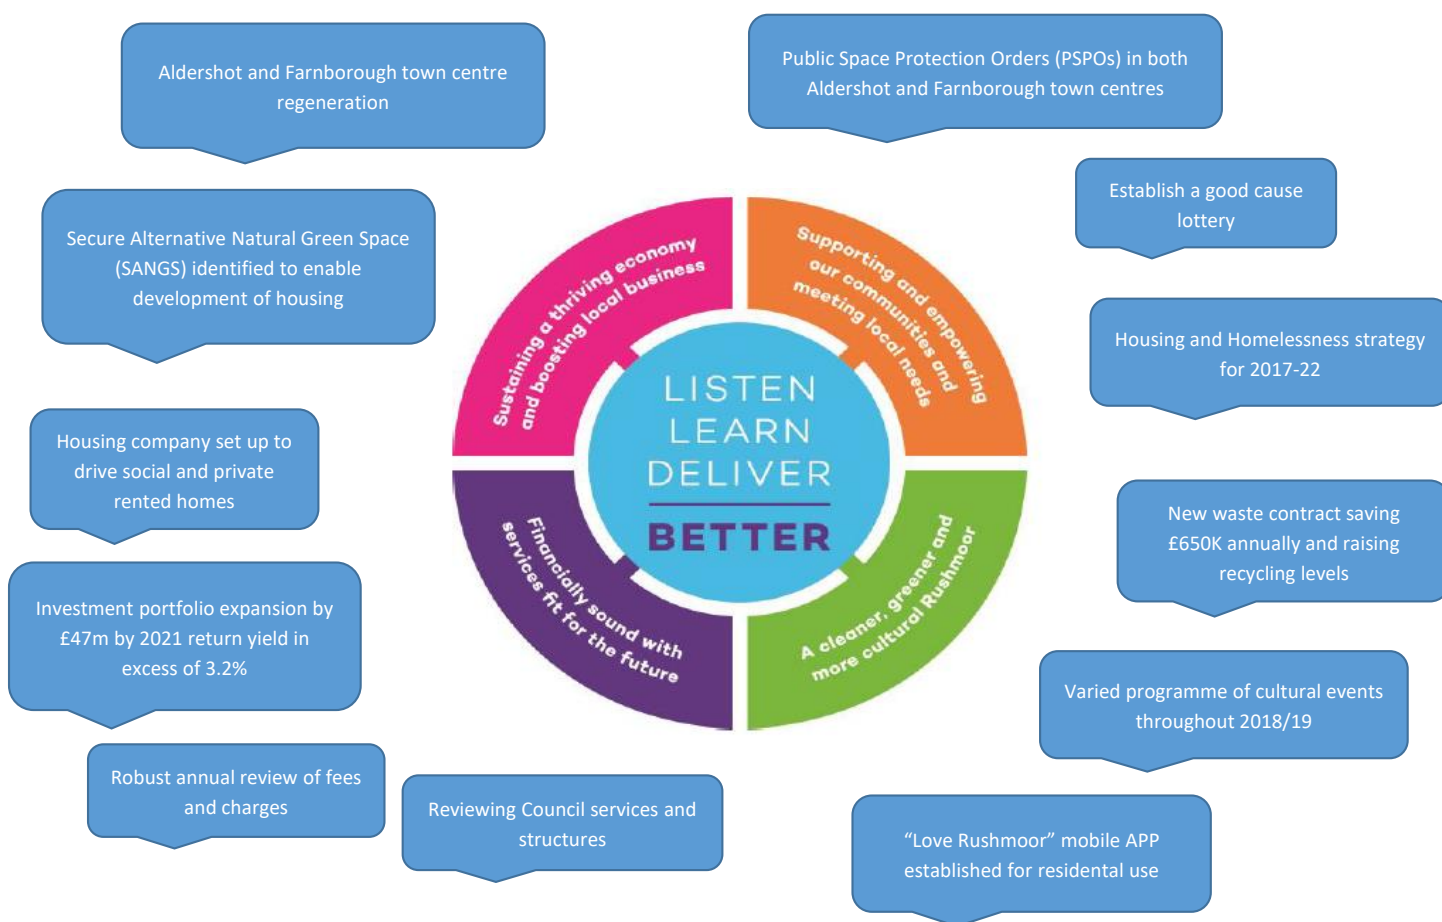 Aldershot and Farnborough town centre
regeneration
Public Space Protection Orders (PSPOs) in both
Aldershot and Farnborough town centres
Establish a good cause
lottery
Secure Alternative Natural Green Space
(SANGS) identified to enable
development of housing
Sustaining a thriving economy
and boosting local business
Supporting and empowering
our communities and
meeting local needs
Housing and Homelessness strategy
for 2017-22
LISTEN
LEARN
DELIVER
BETTER
Housing company set up to
drive social and private
rented homes
New waste contract saving
£650K annually and raising
recycling levels
Financially sound with
services fit for the future
A cleaner, greener and
more cultural Rushmoor
Investment portfolio expansion by
£47m by 2021 return yield in
excess of 3.2%
Varied programme of cultural events
throughout 2018/19
Robust annual review of fees
and charges
Reviewing Council services and
structures
“Love Rushmoor” mobile APP
established for residental use